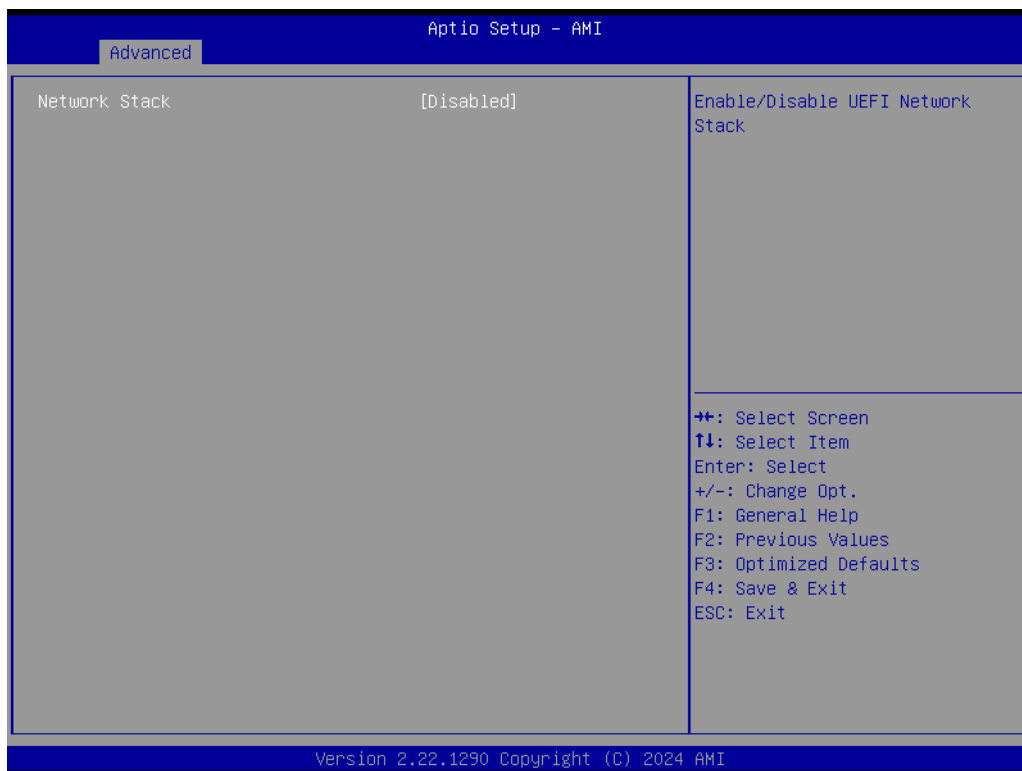 Aptio Setup – AMI
Advanced
Network Stack [Disabled]
Enable/Disable UEFI Network
Stack
→←: Select Screen
↑↓: Select Item
Enter: Select
+/-: Change Opt.
F1: General Help
F2: Previous Values
F3: Optimized Defaults
F4: Save & Exit
ESC: Exit
Version 2.22.1290 Copyright (C) 2024 AMI